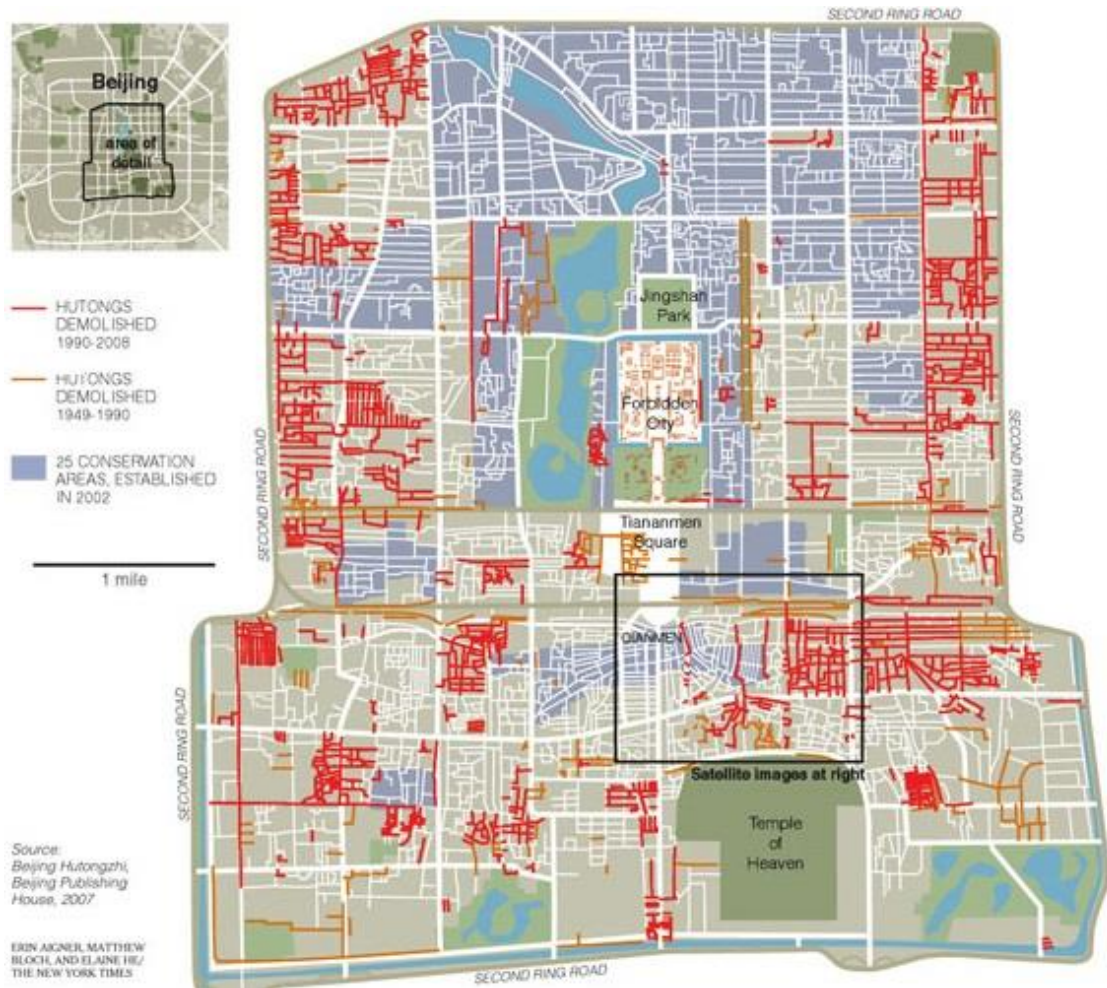 SECOND RING ROAD
Beijing
area of
detail
HUTONGS
DEMOLISHED
1990-2008
HUTONGS
DEMOLISHED
1949-1990
25 CONSERVATION
AREAS, ESTABLISHED
IN 2002
1 mile
Jingshan
Park
Forbidden
City
SECOND RING ROAD
SECOND RING ROAD
Tiananmen
Square
QIANMEN
SECOND RING ROAD
Satellite images at right
Temple
of
Heaven
Source:
Beijing Hutongzhi,
Beijing Publishing
House, 2007
ERIN AIGNER, MATTHEW
BLOCH, AND ELAINE HE/
THE NEW YORK TIMES
SECOND RING ROAD